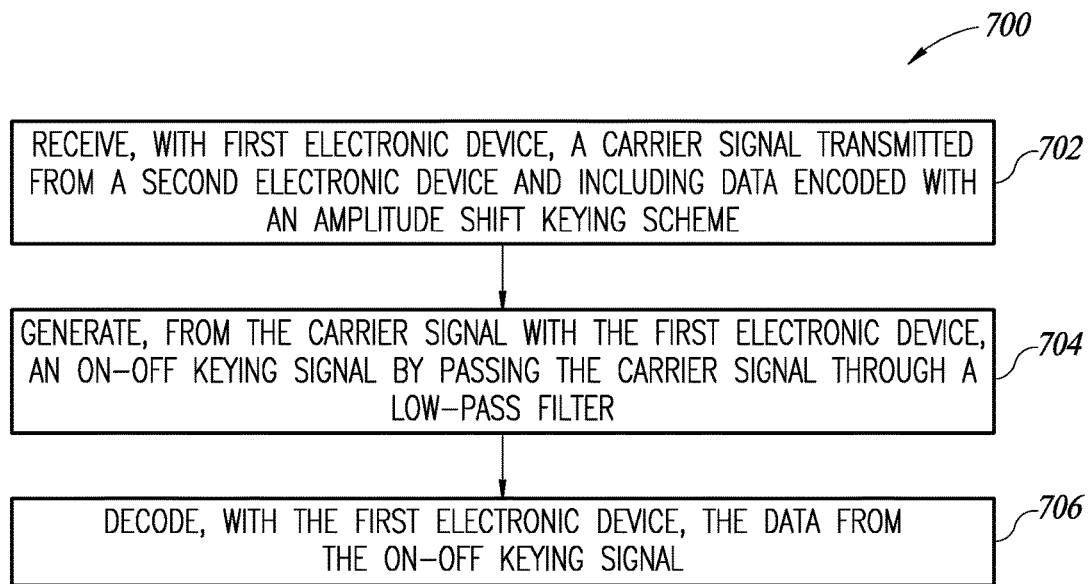 700
RECEIVE, WITH FIRST ELECTRONIC DEVICE, A CARRIER SIGNAL TRANSMITTED
FROM A SECOND ELECTRONIC DEVICE AND INCLUDING DATA ENCODED WITH
AN AMPLITUDE SHIFT KEYING SCHEME
702
GENERATE, FROM THE CARRIER SIGNAL WITH THE FIRST ELECTRONIC DEVICE,
AN ON-OFF KEYING SIGNAL BY PASSING THE CARRIER SIGNAL THROUGH A
LOW-PASS FILTER
704
DECODE, WITH THE FIRST ELECTRONIC DEVICE, THE DATA FROM
THE ON-OFF KEYING SIGNAL
706